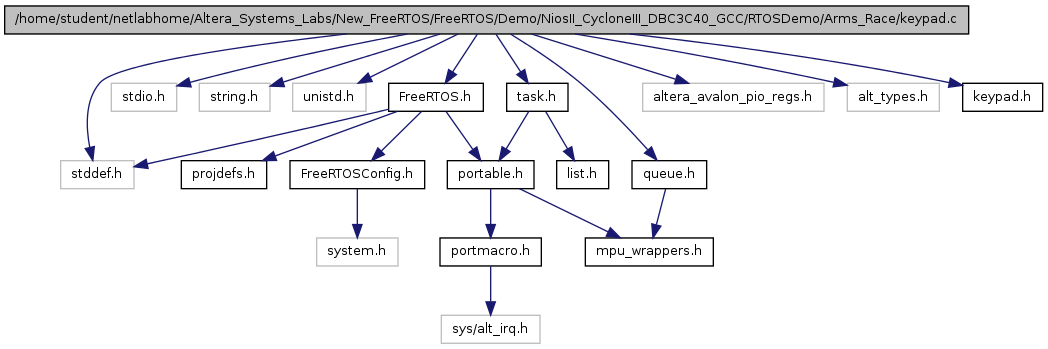 /home/student/netlabhome/Altera_Systems_Labs/New_FreeRTOS/FreeRTOS/Demo/NiosII_CycloneIII_DBC3C40_GCC/RTOSDemo/Arms_Race/keypad.c
stdio.h
string.h
unistd.h
FreeRTOS.h
task.h
altera_avalon_pio_regs.h
alt_types.h
keypad.h
stddef.h
projdefs.h
FreeRTOSConfig.h
portable.h
list.h
queue.h
system.h
portmacro.h
mpu_wrappers.h
sys/alt_irq.h